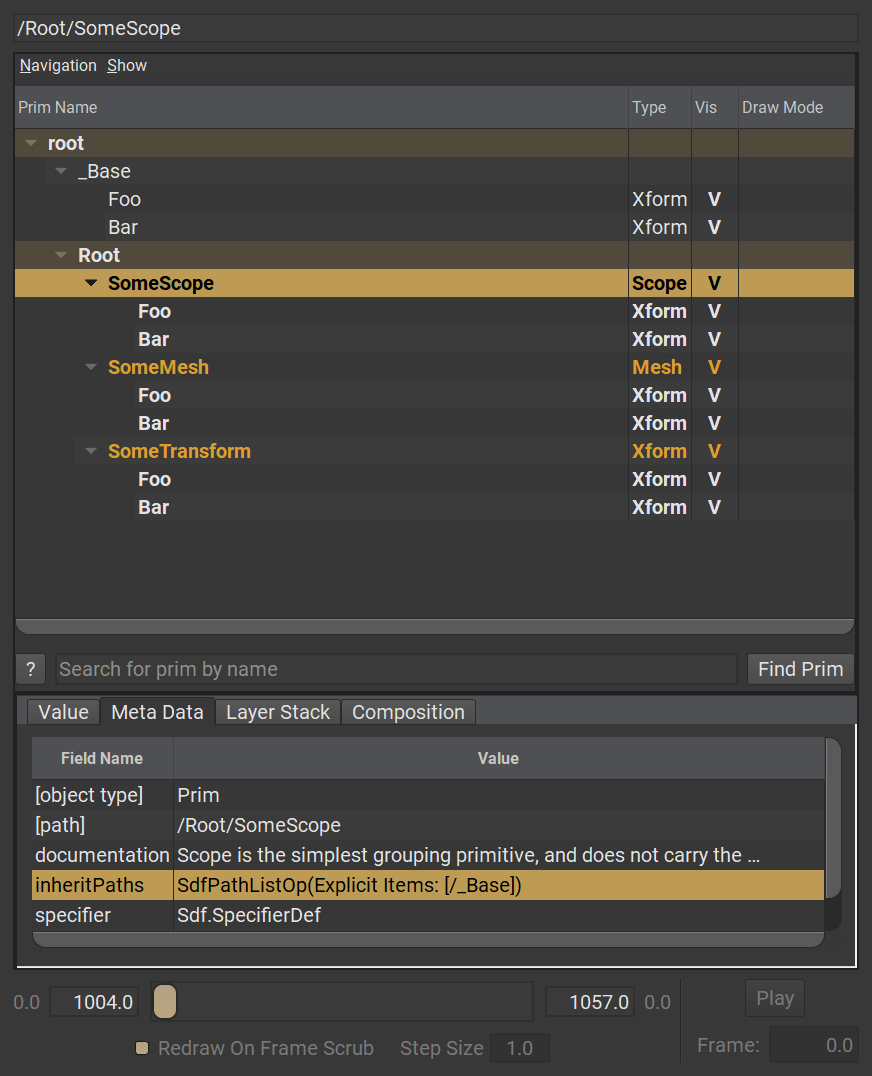 /Root/SomeScope
Navigation Show
Prim Name Type Vis Draw Mode
root
_Base
Foo Xform V
Bar Xform V
Root
SomeScope Scope V
Foo Xform V
Bar Xform V
SomeMesh Mesh V
Foo Xform V
Bar Xform V
SomeTransform Xform V
Foo Xform V
Bar Xform V
? Search for prim by name Find Prim
Value Meta Data Layer Stack Composition
Field Name Value
[object type] Prim
[path] /Root/SomeScope
documentation Scope is the simplest grouping primitive, and does not carry the ...
inheritPaths SdfPathListOp(Explicit Items: [/_Base])
specifier Sdf.SpecifierDef
0.0 1004.0 1057.0 0.0 Play
Redraw On Frame Scrub Step Size 1.0 Frame: 0.0